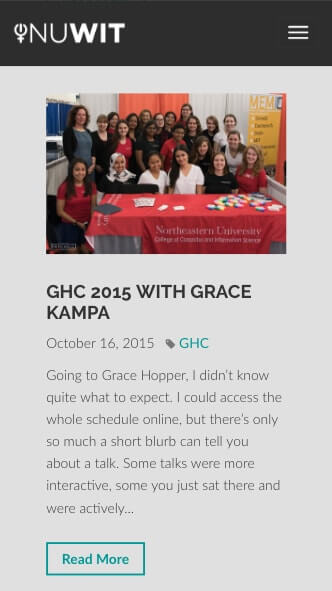 NUWIT
MEMC
Northeastern University
College of Computer and Information Science
GHC 2015 WITH GRACE
KAMPA
October 16, 2015 GHC
Going to Grace Hopper, I didn't know
quite what to expect. I could access the
whole schedule online, but there's only
so much a short blurb can tell you
about a talk. Some talks were more
interactive, some you just sat there and
were actively...
Read More